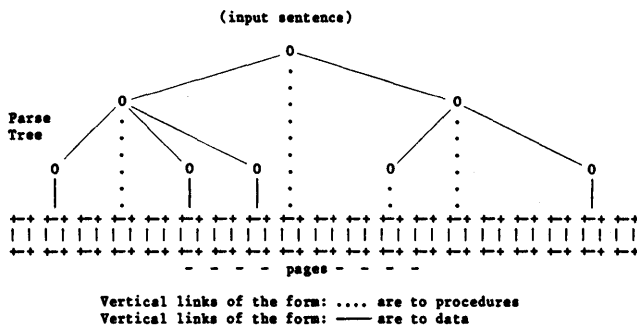 (input sentence)
O
O O
Parse
Tree
O O O O O
- - - - pages - - - -
Vertical links of the form: .... are to procedures
Vertical links of the form: —— are to data